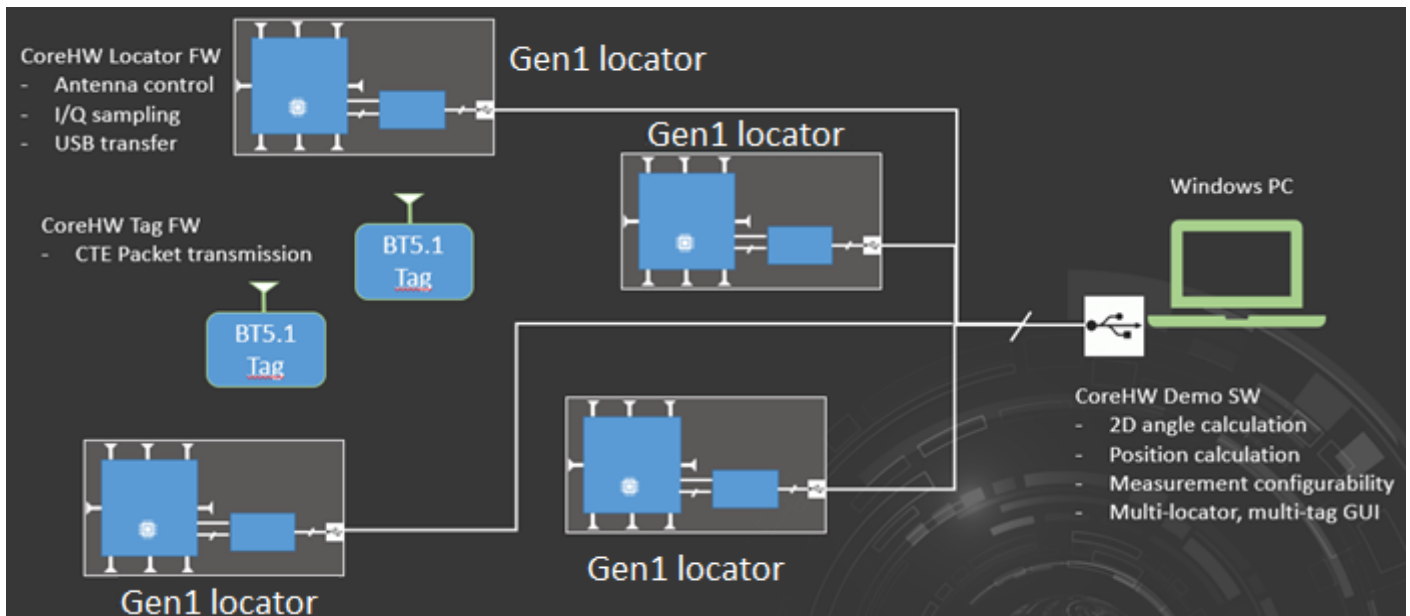 CoreHW Locator FW
- Antenna control
- I/Q sampling
- USB transfer
Gen1 locator
Gen1 locator
Windows PC
CoreHW Tag FW
- CTE Packet transmission
BT5.1
Tag
BT5.1
Tag
CoreHW Demo SW
- 2D angle calculation
- Position calculation
- Measurement configurability
- Multi-locator, multi-tag GUI
Gen1 locator
Gen1 locator